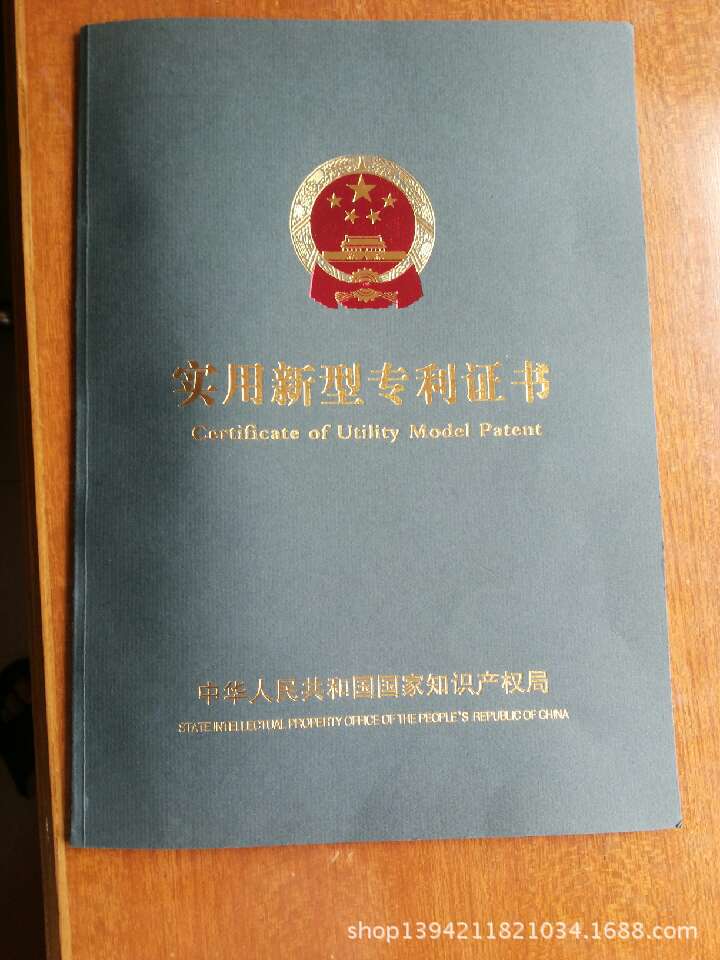 实用新型专利证书
Certificate of Utility Model Patent
中华人民共和国国家知识产权局
STATE INTELLECTUAL PROPERTY OFFICE OF THE PEOPLE"S REPUBLIC OF CHINA
shop1394211821034.1688.com